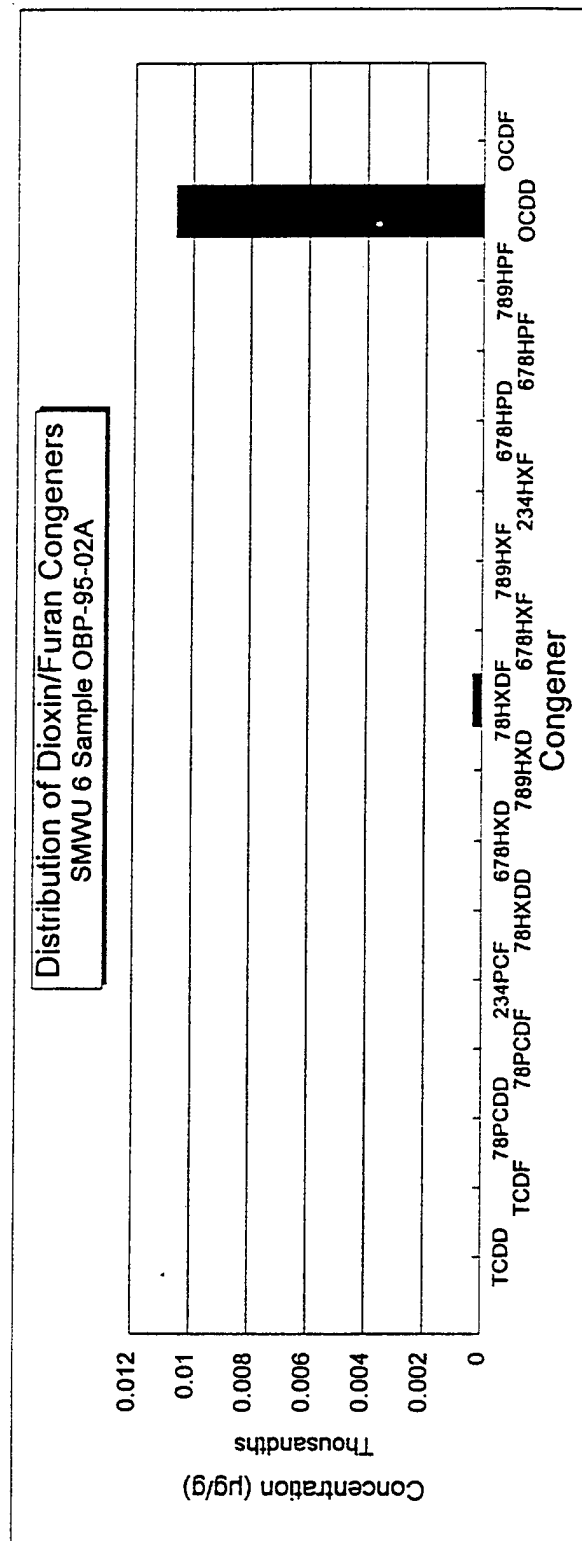 Distribution of Dioxin/Furan Congeners
SMWU 6 Sample OBP-95-02A
Concentration (µg/g)
Thousandths
0.012
0.01
0.008
0.006
0.004
0.002
0
TCDD
TCDF
78PCDD
78PCDF
234PCF
78HXDD
678HXD
789HXD
78HXDF
678HXF
789HXF
234HXF
678HPD
678HPF
789HPF
OCDD
OCDF
Congener